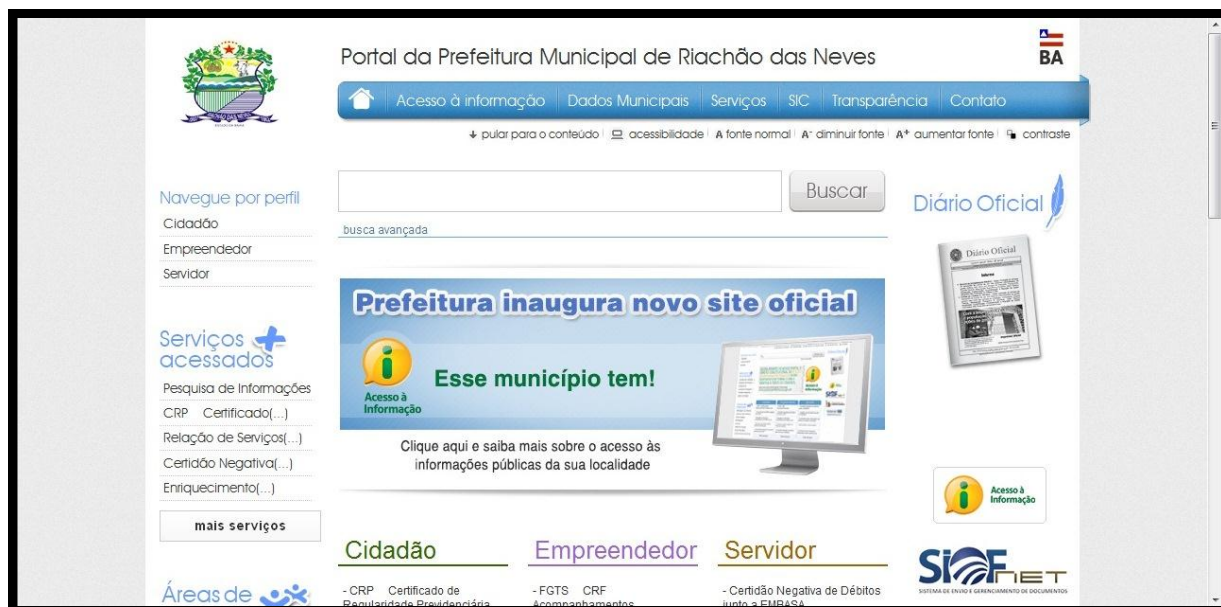 Portal da Prefeitura Municipal de Riachão das Neves
BA
Acesso à informação Dados Municipais Serviços SIC Transparência Contato
pular para o conteúdo acessibilidade A fonte normal A- diminuir fonte A+ aumentar fonte contraste
Navegue por perfil
Cidadão
Empreendedor
Servidor
Serviços
acessados
Pesquisa de Informações
CRP Certificado(...)
Relação de Serviços(...)
Certidão Negativa(...)
Enriquecimento(...)
mais serviços
Áreas de
Buscar
busca avançada
Prefeitura inaugura novo site oficial
Acesso à
Informação
Esse município tem!
Clique aqui e saiba mais sobre o acesso às
informações públicas da sua localidade
Cidadão
- CRP Certificado de
Regularidade Previdenciária
Empreendedor
- FGTS CRF
Acompanhamentos
Servidor
- Certidão Negativa de Débitos
junto a EMBASA
Diário Oficial
Diário Oficial
Acesso à
Informação
SIGFNET
SISTEMA DE ENVIO E GERENCIAMENTO DE DOCUMENTOS